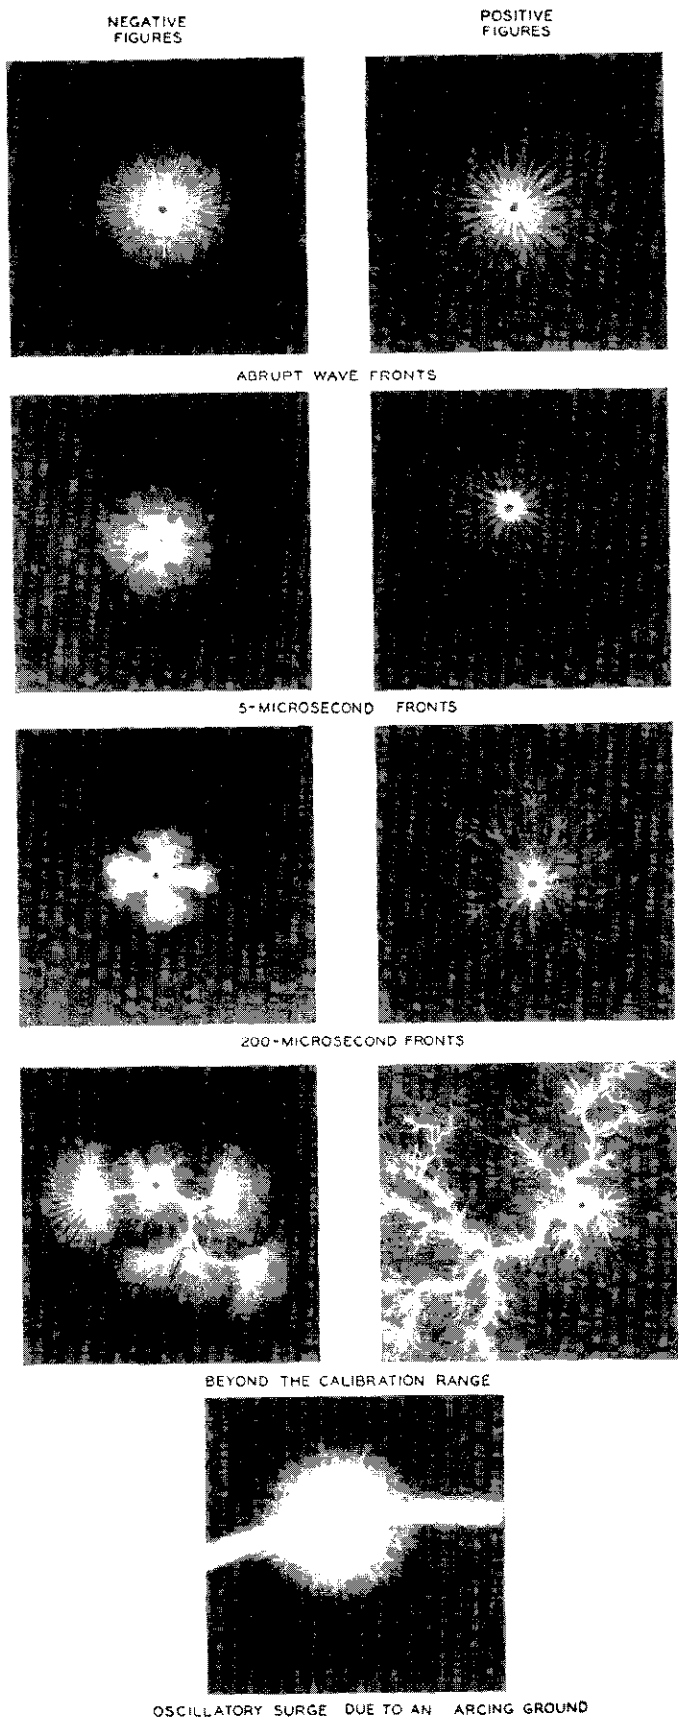 NEGATIVE
FIGURES
POSITIVE
FIGURES
ABRUPT WAVE FRONTS
5-MICROSECOND FRONTS
200-MICROSECOND FRONTS
BEYOND THE CALIBRATION RANGE
OSCILLATORY SURGE DUE TO AN ARCING GROUND